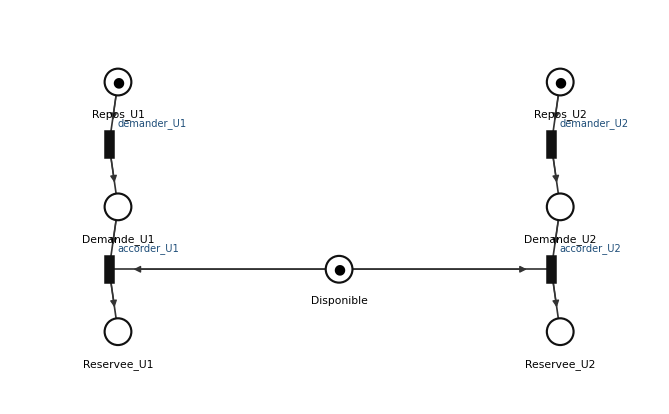 Repos_U1
Repos_U2
demander_U1
demander_U2
Demande_U1
Demande_U2
accorder_U1
accorder_U2
Disponible
Reservee_U1
Reservee_U2